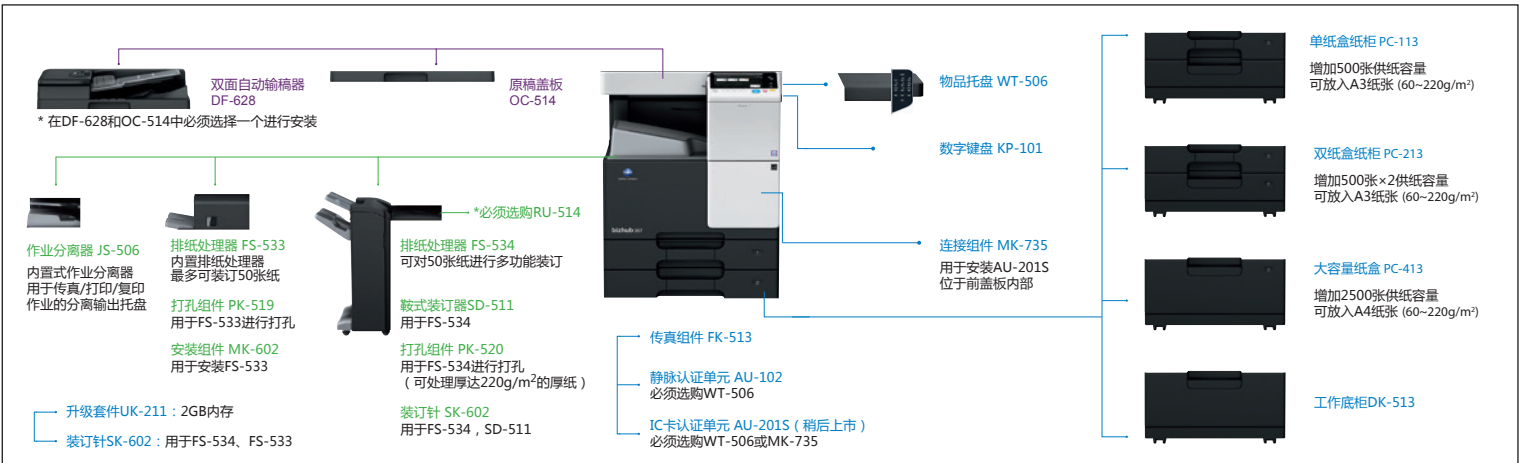 双面自动输稿器
DF-628
原稿盖板
OC-514
* 在DF-628和OC-514中必须选择一个进行安装
作业分离器 JS-506
内置式作业分离器
用于传真/打印/复印
作业的分离输出托盘
排纸处理器 FS-533
内置排纸处理器
最多可装订50张纸
打孔组件 PK-519
用于FS-533进行打孔
安装组件 MK-602
用于安装FS-533
*必须选购RU-514
排纸处理器 FS-534
可对50张纸进行多功能装订
鞍式装订器SD-511
用于FS-534
打孔组件 PK-520
用于FS-534进行打孔
（可处理厚达220g/m²的厚纸）
装订针 SK-602
用于FS-534，SD-511
升级套件UK-211：2GB内存
装订针SK-602：用于FS-534、FS-533
bizhub 367
物品托盘 WT-506
数字键盘 KP-101
连接组件 MK-735
用于安装AU-201S
位于前盖板内部
传真组件 FK-513
静脉认证单元 AU-102
必须选购WT-506
IC卡认证单元 AU-201S（稍后上市）
必须选购WT-506或MK-735
单纸盒纸柜 PC-113
增加500张供纸容量
可放入A3纸张 (60~220g/m²)
双纸盒纸柜 PC-213
增加500张×2供纸容量
可放入A3纸张 (60~220g/m²)
大容量纸盒 PC-413
增加2500张供纸容量
可放入A4纸张 (60~220g/m²)
工作底柜DK-513